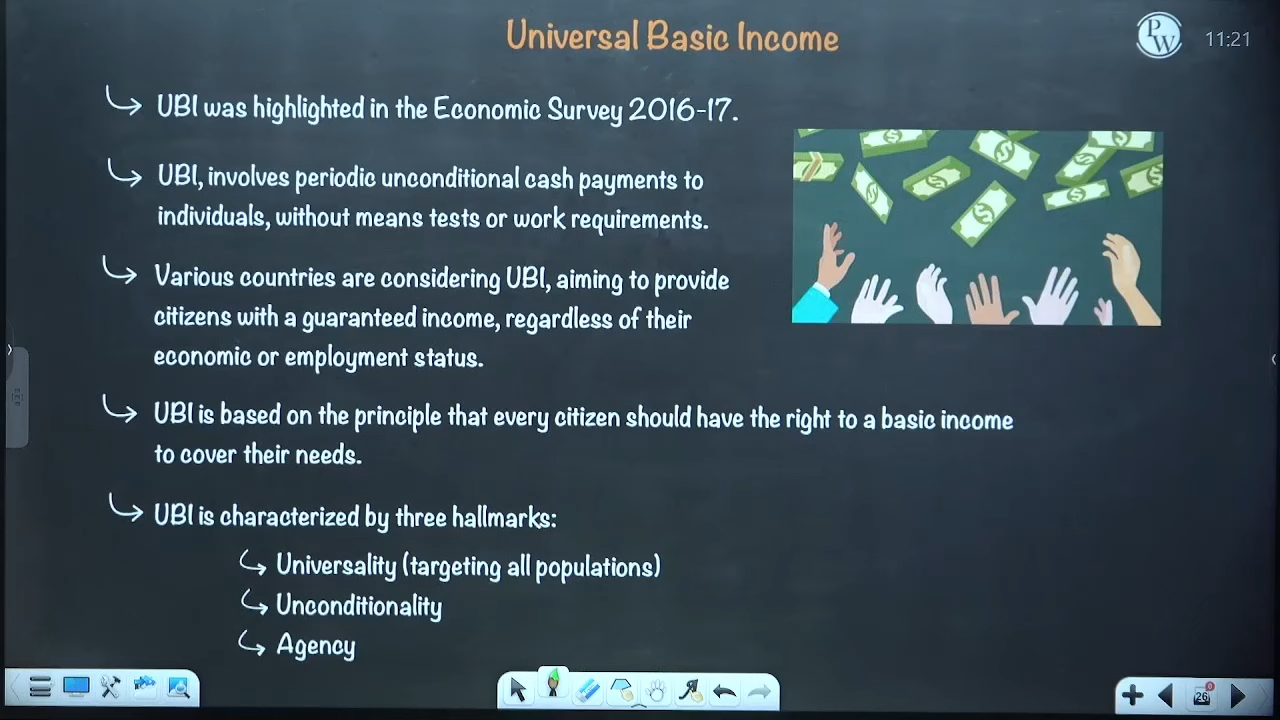 Universal Basic Income
PW
11:21
UBI was highlighted in the Economic Survey 2016-17.
UBI, involves periodic unconditional cash payments to
individuals, without means tests or work requirements.
Various countries are considering UBI, aiming to provide
citizens with a guaranteed income, regardless of their
economic or employment status.
UBI is based on the principle that every citizen should have the right to a basic income
to cover their needs.
UBI is characterized by three hallmarks:
Universality (targeting all populations)
Unconditionality
Agency
26